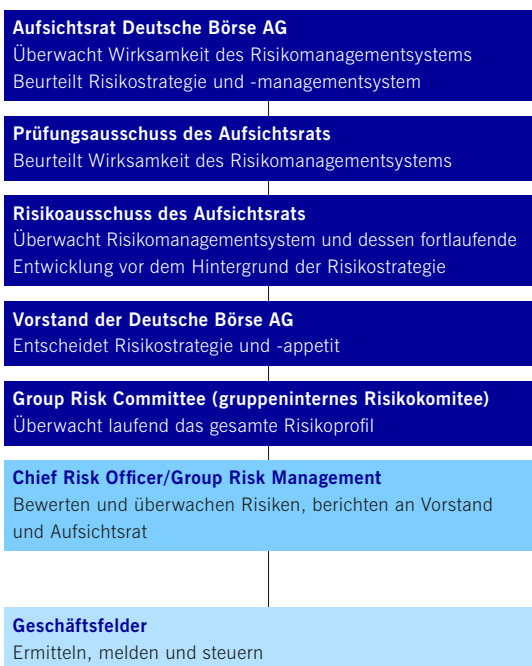 Aufsichtsrat Deutsche Börse AG
Überwacht Wirksamkeit des Risikomanagementsystems
Beurteilt Risikostrategie und -managementsystem
Prüfungsausschuss des Aufsichtsrats
Beurteilt Wirksamkeit des Risikomanagementsystems
Risikoausschuss des Aufsichtsrats
Überwacht Risikomanagementsystem und dessen fortlaufende
Entwicklung vor dem Hintergrund der Risikostrategie
Vorstand der Deutsche Börse AG
Entscheidet Risikostrategie und -appetit
Group Risk Committee (gruppeninternes Risikokomitee)
Überwacht laufend das gesamte Risikoprofil
Chief Risk Officer/Group Risk Management
Bewerten und überwachen Risiken, berichten an Vorstand
und Aufsichtsrat
Geschäftsfelder
Ermitteln, melden und steuern